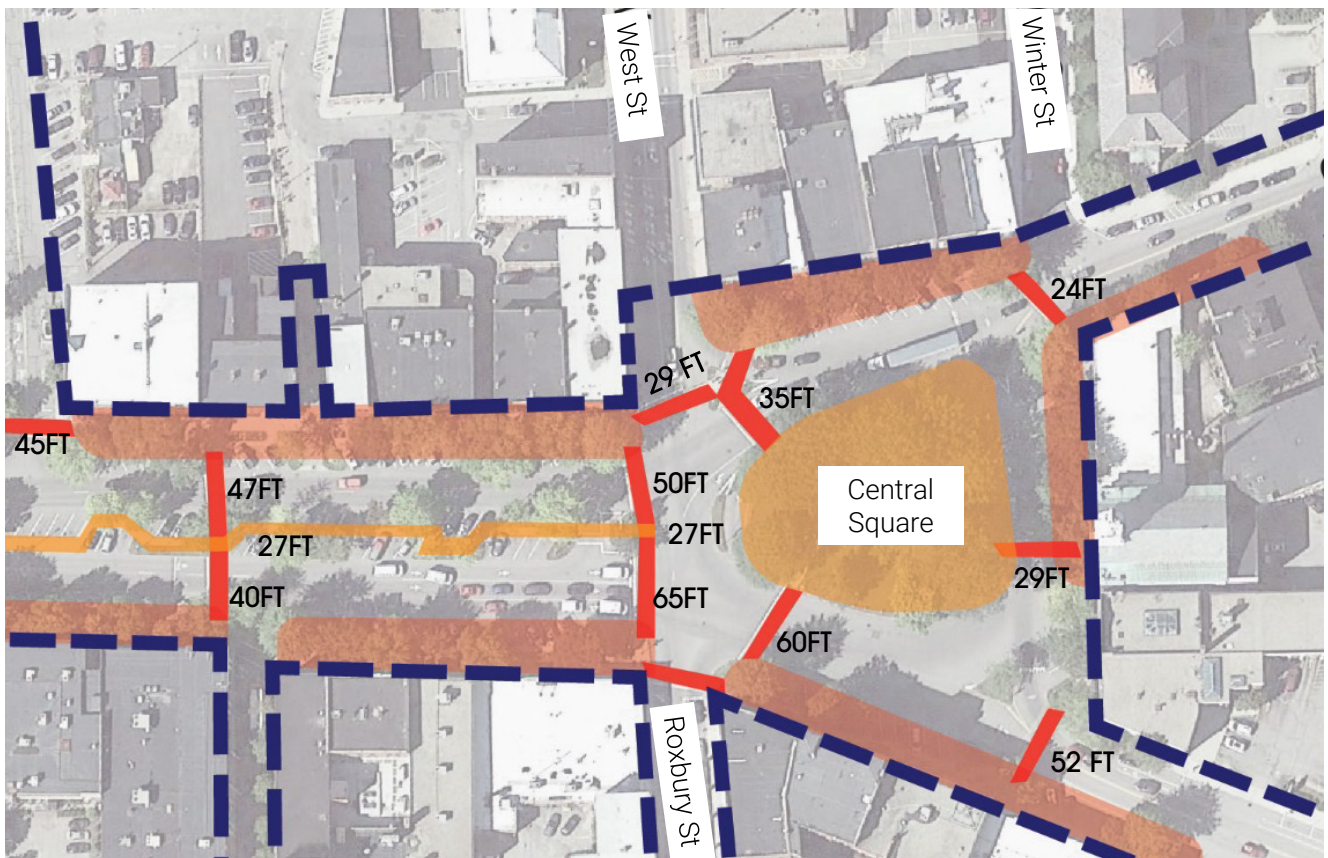 West St
Winter St
24FT
29 FT
35FT
45FT
47FT
50FT
Central
Square
27FT
27FT
29FT
40FT
65FT
60FT
52 FT
Roxbury St